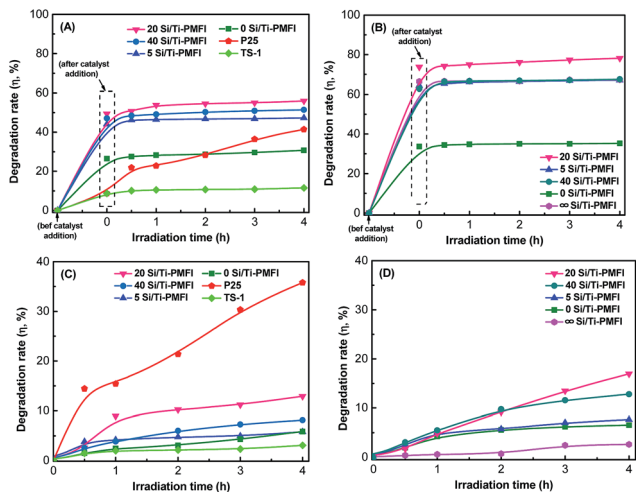 (A)
20 Si/Ti-PMFI
0 Si/Ti-PMFI
40 Si/Ti-PMFI
P25
5 Si/Ti-PMFI
TS-1
(after catalyst
addition)
(bef catalyst
addition)
Degradation rate (η, %)
100
80
60
40
20
0
0
1
2
3
4
Irradiation time (h)
(B)
(after catalyst
addition)
20 Si/Ti-PMFI
5 Si/Ti-PMFI
40 Si/Ti-PMFI
0 Si/Ti-PMFI
∞ Si/Ti-PMFI
(bef catalyst
addition)
Degradation rate (η, %)
100
80
60
40
20
0
0
1
2
3
4
Irradiation time (h)
(C)
20 Si/Ti-PMFI
0 Si/Ti-PMFI
40 Si/Ti-PMFI
P25
5 Si/Ti-PMFI
TS-1
Degradation rate (η, %)
40
30
20
10
0
0
1
2
3
4
Irradiation time (h)
(D)
20 Si/Ti-PMFI
40 Si/Ti-PMFI
5 Si/Ti-PMFI
0 Si/Ti-PMFI
∞ Si/Ti-PMFI
Degradation rate (η, %)
40
30
20
10
0
0
1
2
3
4
Irradiation time (h)